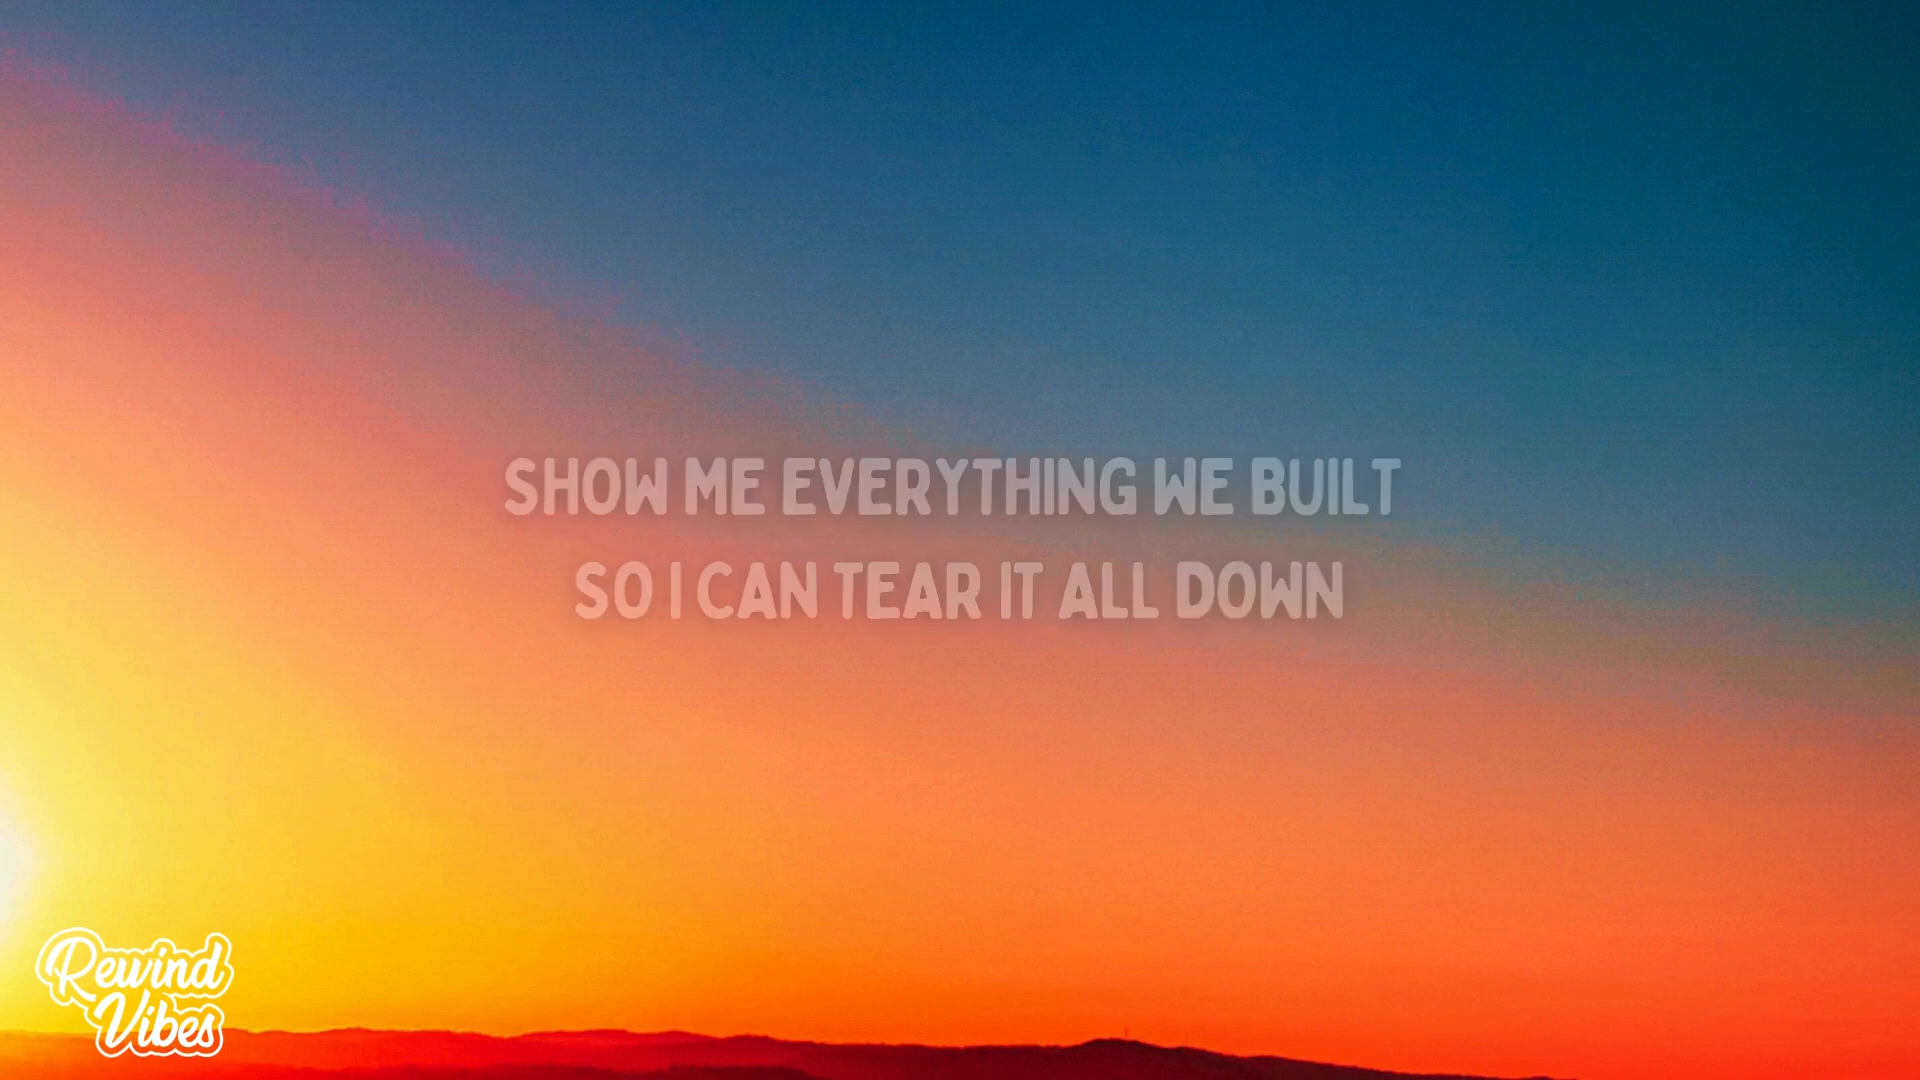 SHOW ME EVERYTHING WE BUILT
SO I CAN TEAR IT ALL DOWN
Rewind
Vibes